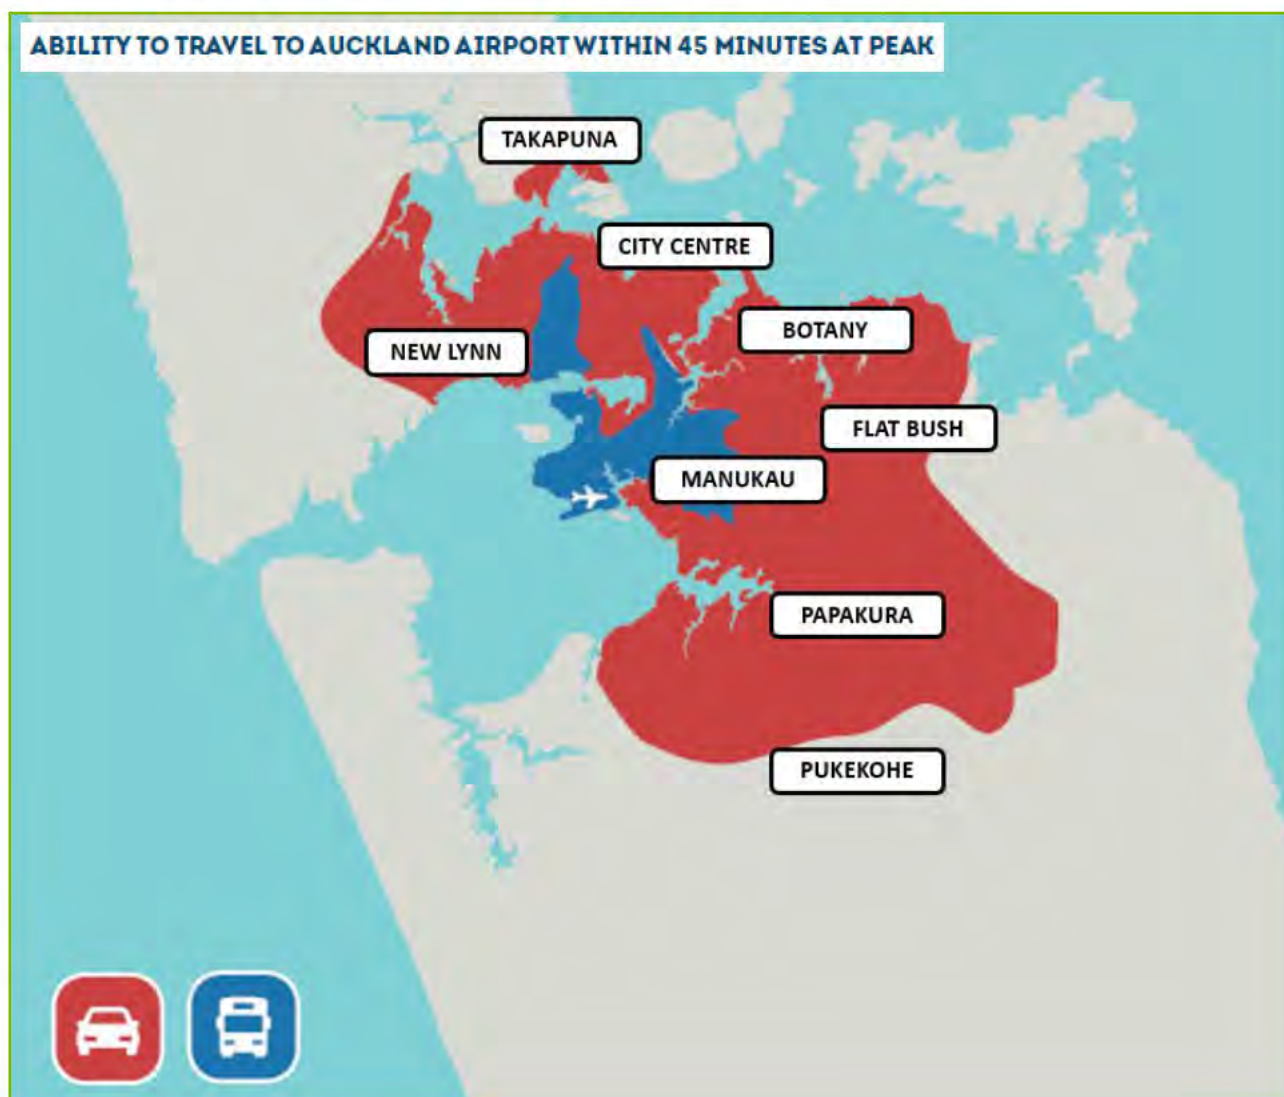 ABILITY TO TRAVEL TO AUCKLAND AIRPORT WITHIN 45 MINUTES AT PEAK
TAKAPUNA
CITY CENTRE
BOTANY
NEW LYNN
FLAT BUSH
MANUKAU
PAPAKURA
PUKEKOHE